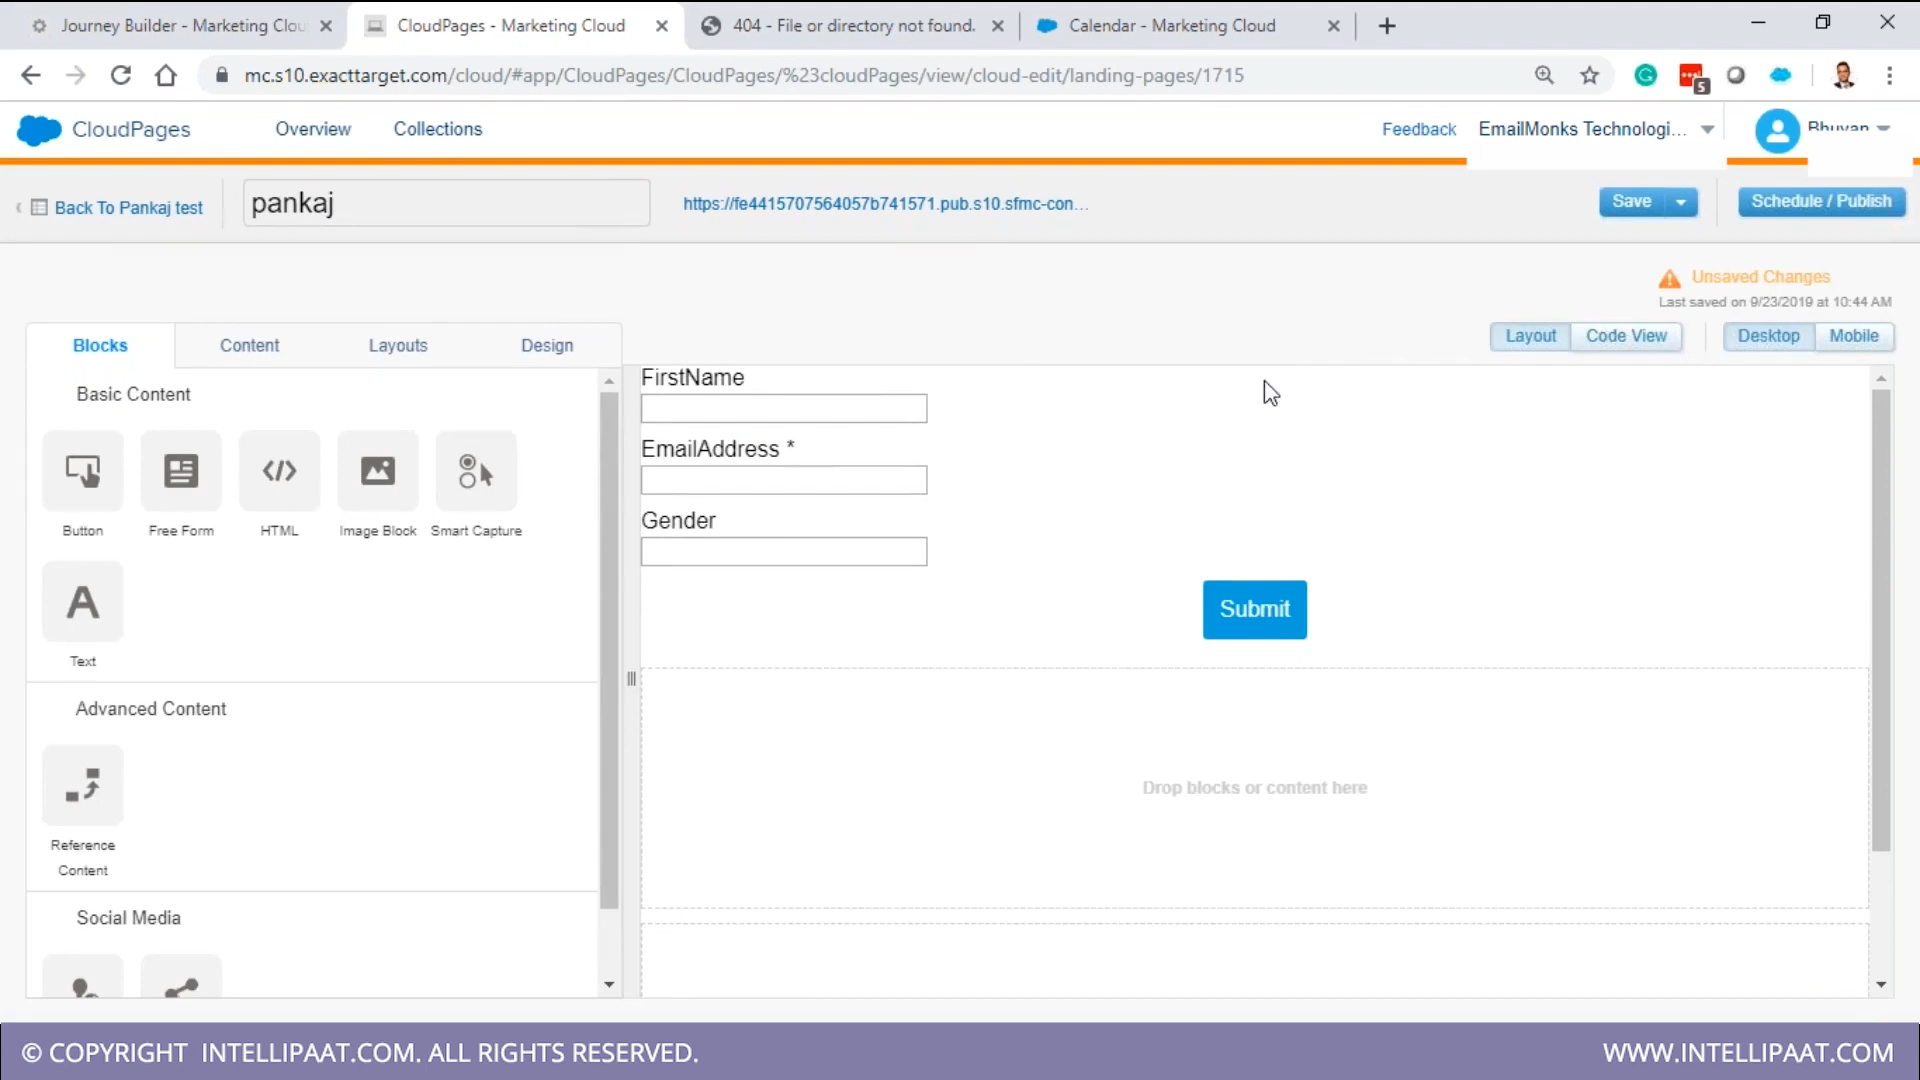 Journey Builder - Marketing Clou
CloudPages - Marketing Cloud
404 - File or directory not found.
Calendar - Marketing Cloud
mc.s10.exacttarget.com/cloud/#app/CloudPages/CloudPages/%23cloudPages/view/cloud-edit/landing-pages/1715
5
CloudPages
Overview
Collections
Feedback
EmailMonks Technologi...
Bhuvan
Back To Pankaj test
pankaj
https://fe4415707564057b741571.pub.s10.sfmc-con...
Save
Schedule / Publish
Unsaved Changes
Last saved on 9/23/2019 at 10:44 AM
Blocks
Content
Layouts
Design
Layout
Code View
Desktop
Mobile
Basic Content
Button
Free Form
HTML
Image Block
Smart Capture
A
Text
Advanced Content
Reference
Content
Social Media
FirstName
EmailAddress *
Gender
Submit
Drop blocks or content here
© COPYRIGHT INTELLIPAAT.COM. ALL RIGHTS RESERVED.
WWW.INTELLIPAAT.COM